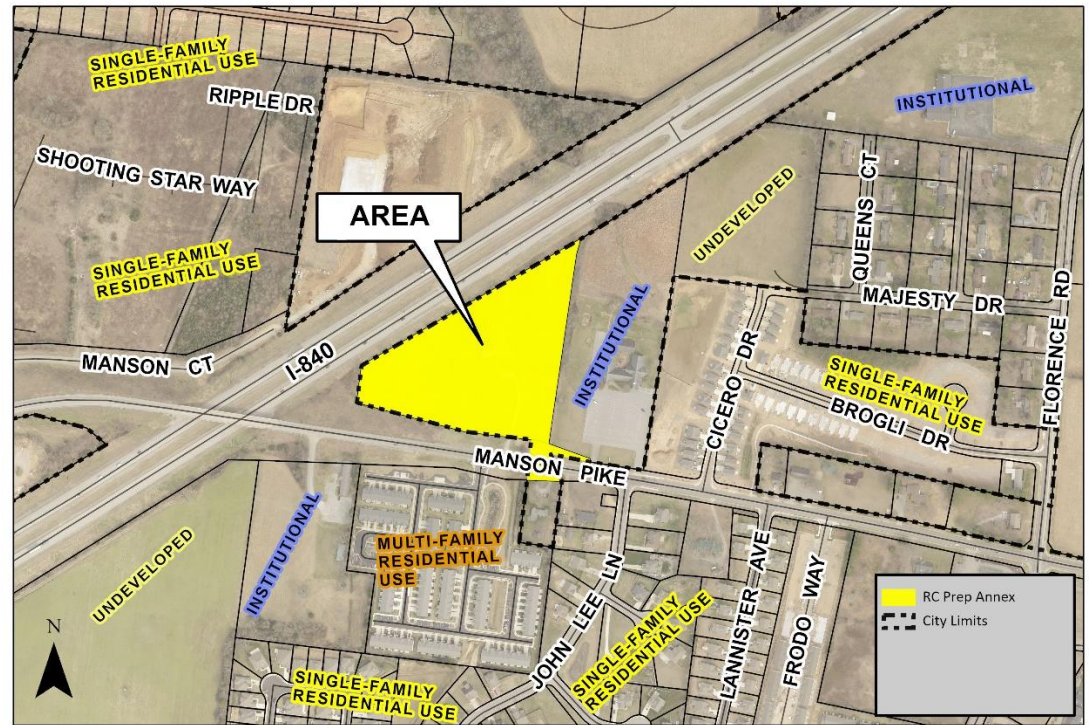 SINGLE-FAMILY
RESIDENTIAL USE
RIPPLE DR
SHOOTING STAR WAY
INSTITUTIONAL
AREA
UNDEVELOPED
QUEENS CT
SINGLE-FAMILY
RESIDENTIAL USE
MAJESTY DR
FLORENCE RD
INSTITUTIONAL
MANSON CT
I-840
CICERO DR
SINGLE-FAMILY
RESIDENTIAL USE
BROGLI DR
MANSON PIKE
UNDEVELOPED
INSTITUTIONAL
MULTI-FAMILY
RESIDENTIAL
USE
JOHN LEE LN
LANNISTER AVE
FRODO WAY
RC Prep Annex
City Limits
N
SINGLE-FAMILY
RESIDENTIAL USE
SINGLE-FAMILY
RESIDENTIAL USE